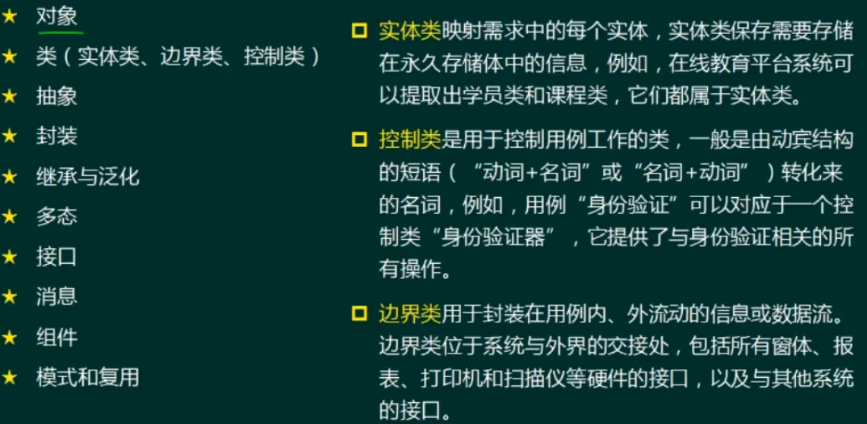 ★ 对象
★ 类（实体类、边界类、控制类）
★ 抽象
★ 封装
★ 继承与泛化
★ 多态
★ 接口
★ 消息
★ 组件
★ 模式和复用
实体类映射需求中的每个实体，实体类保存需要存储
在永久存储体中的信息，例如，在线教育平台系统可
以提取出学员类和课程类，它们都属于实体类。
控制类是用于控制用例工作的类，一般是由动宾结构
的短语（“动词+名词”或“名词+动词”）转化来
的名词，例如，用例“身份验证”可以对应于一个控
制类“身份验证器”，它提供了与身份验证相关的所
有操作。
边界类用于封装在用例内、外流动的信息或数据流。
边界类位于系统与外界的交接处，包括所有窗体、报
表、打印机和扫描仪等硬件的接口，以及与其他系统
的接口。